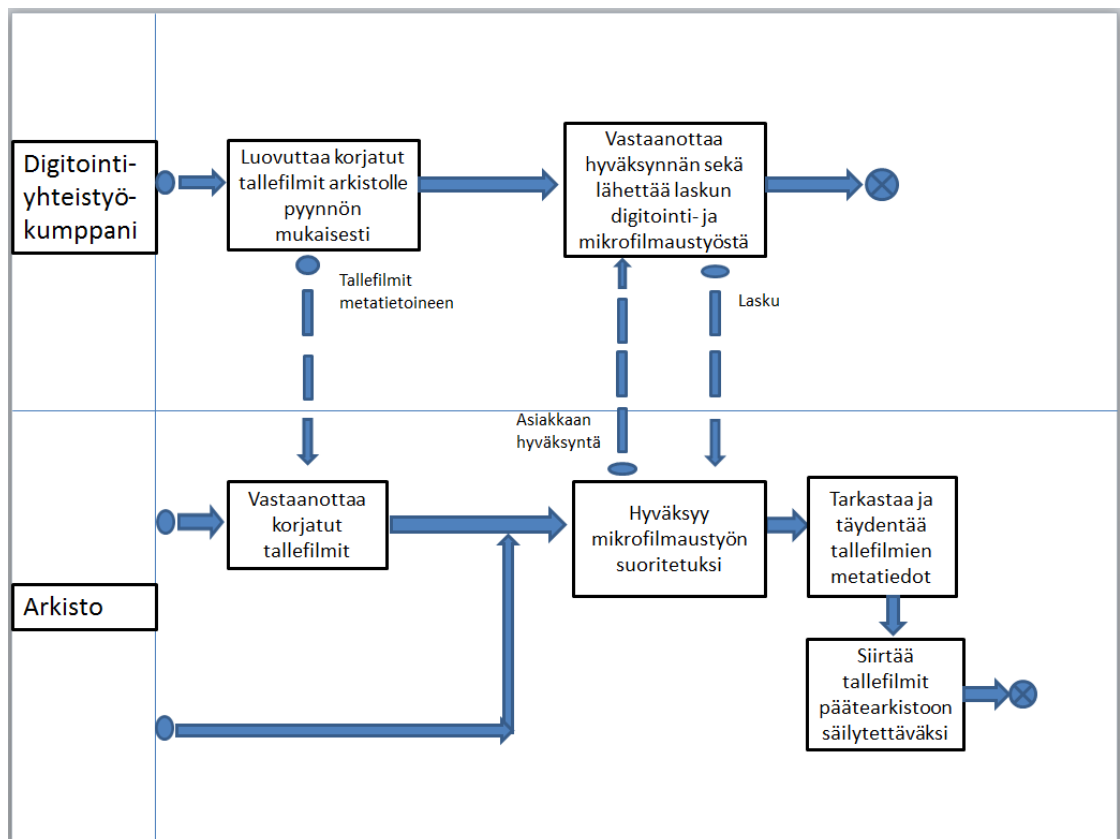 Digitointi-
yhteistyö-
kumppani
Luovuttaa korjatut
tallefilmit arkistolle
pyynnön
mukaisesti
Vastaanottaa
hyväksynnän sekä
lähettää laskun
digitointi- ja
mikrofilmaustyöstä
Tallefilmit
metatietoineen
Lasku
Asiakkaan
hyväksyntä
Arkisto
Vastaanottaa
korjatut
tallefilmit
Hyväksyy
mikrofilmaustyön
suoritetuksi
Tarkastaa ja
täydentää
tallefilmien
metatiedot
Siirtää
tallefilmit
päätearkistoon
säilytettäväksi